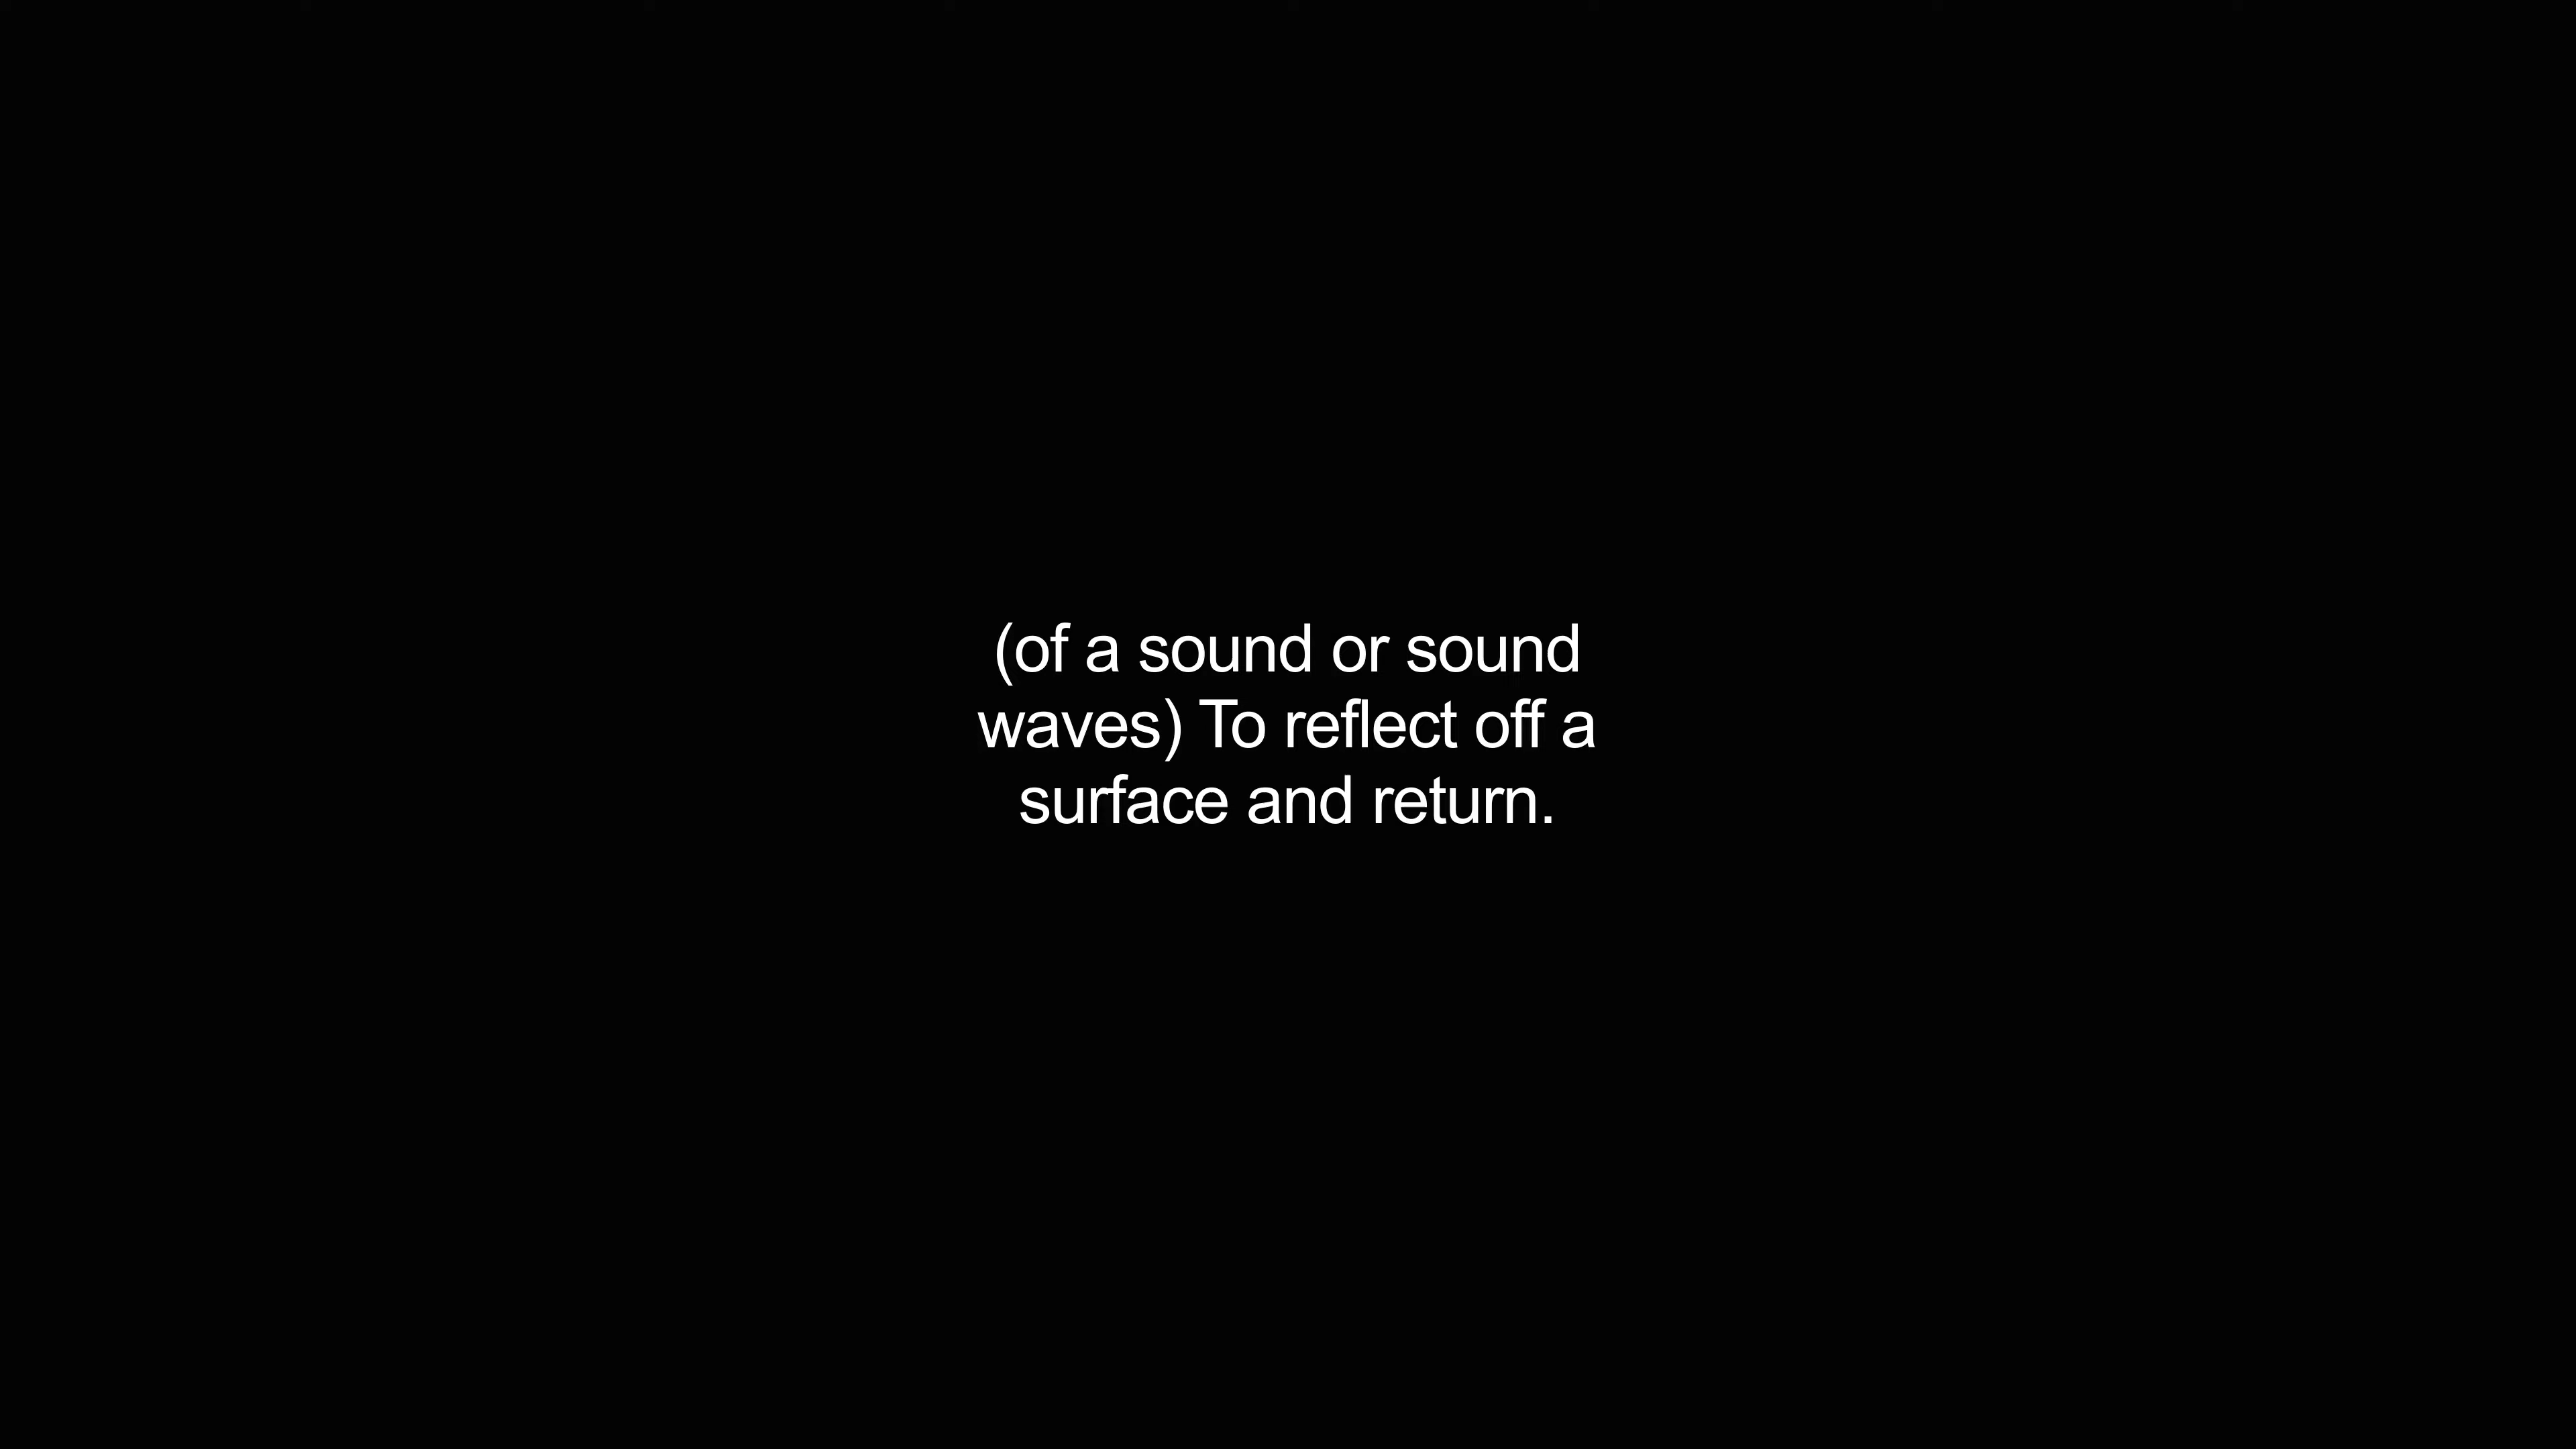 (of a sound or sound
waves) To reflect off a
surface and return.